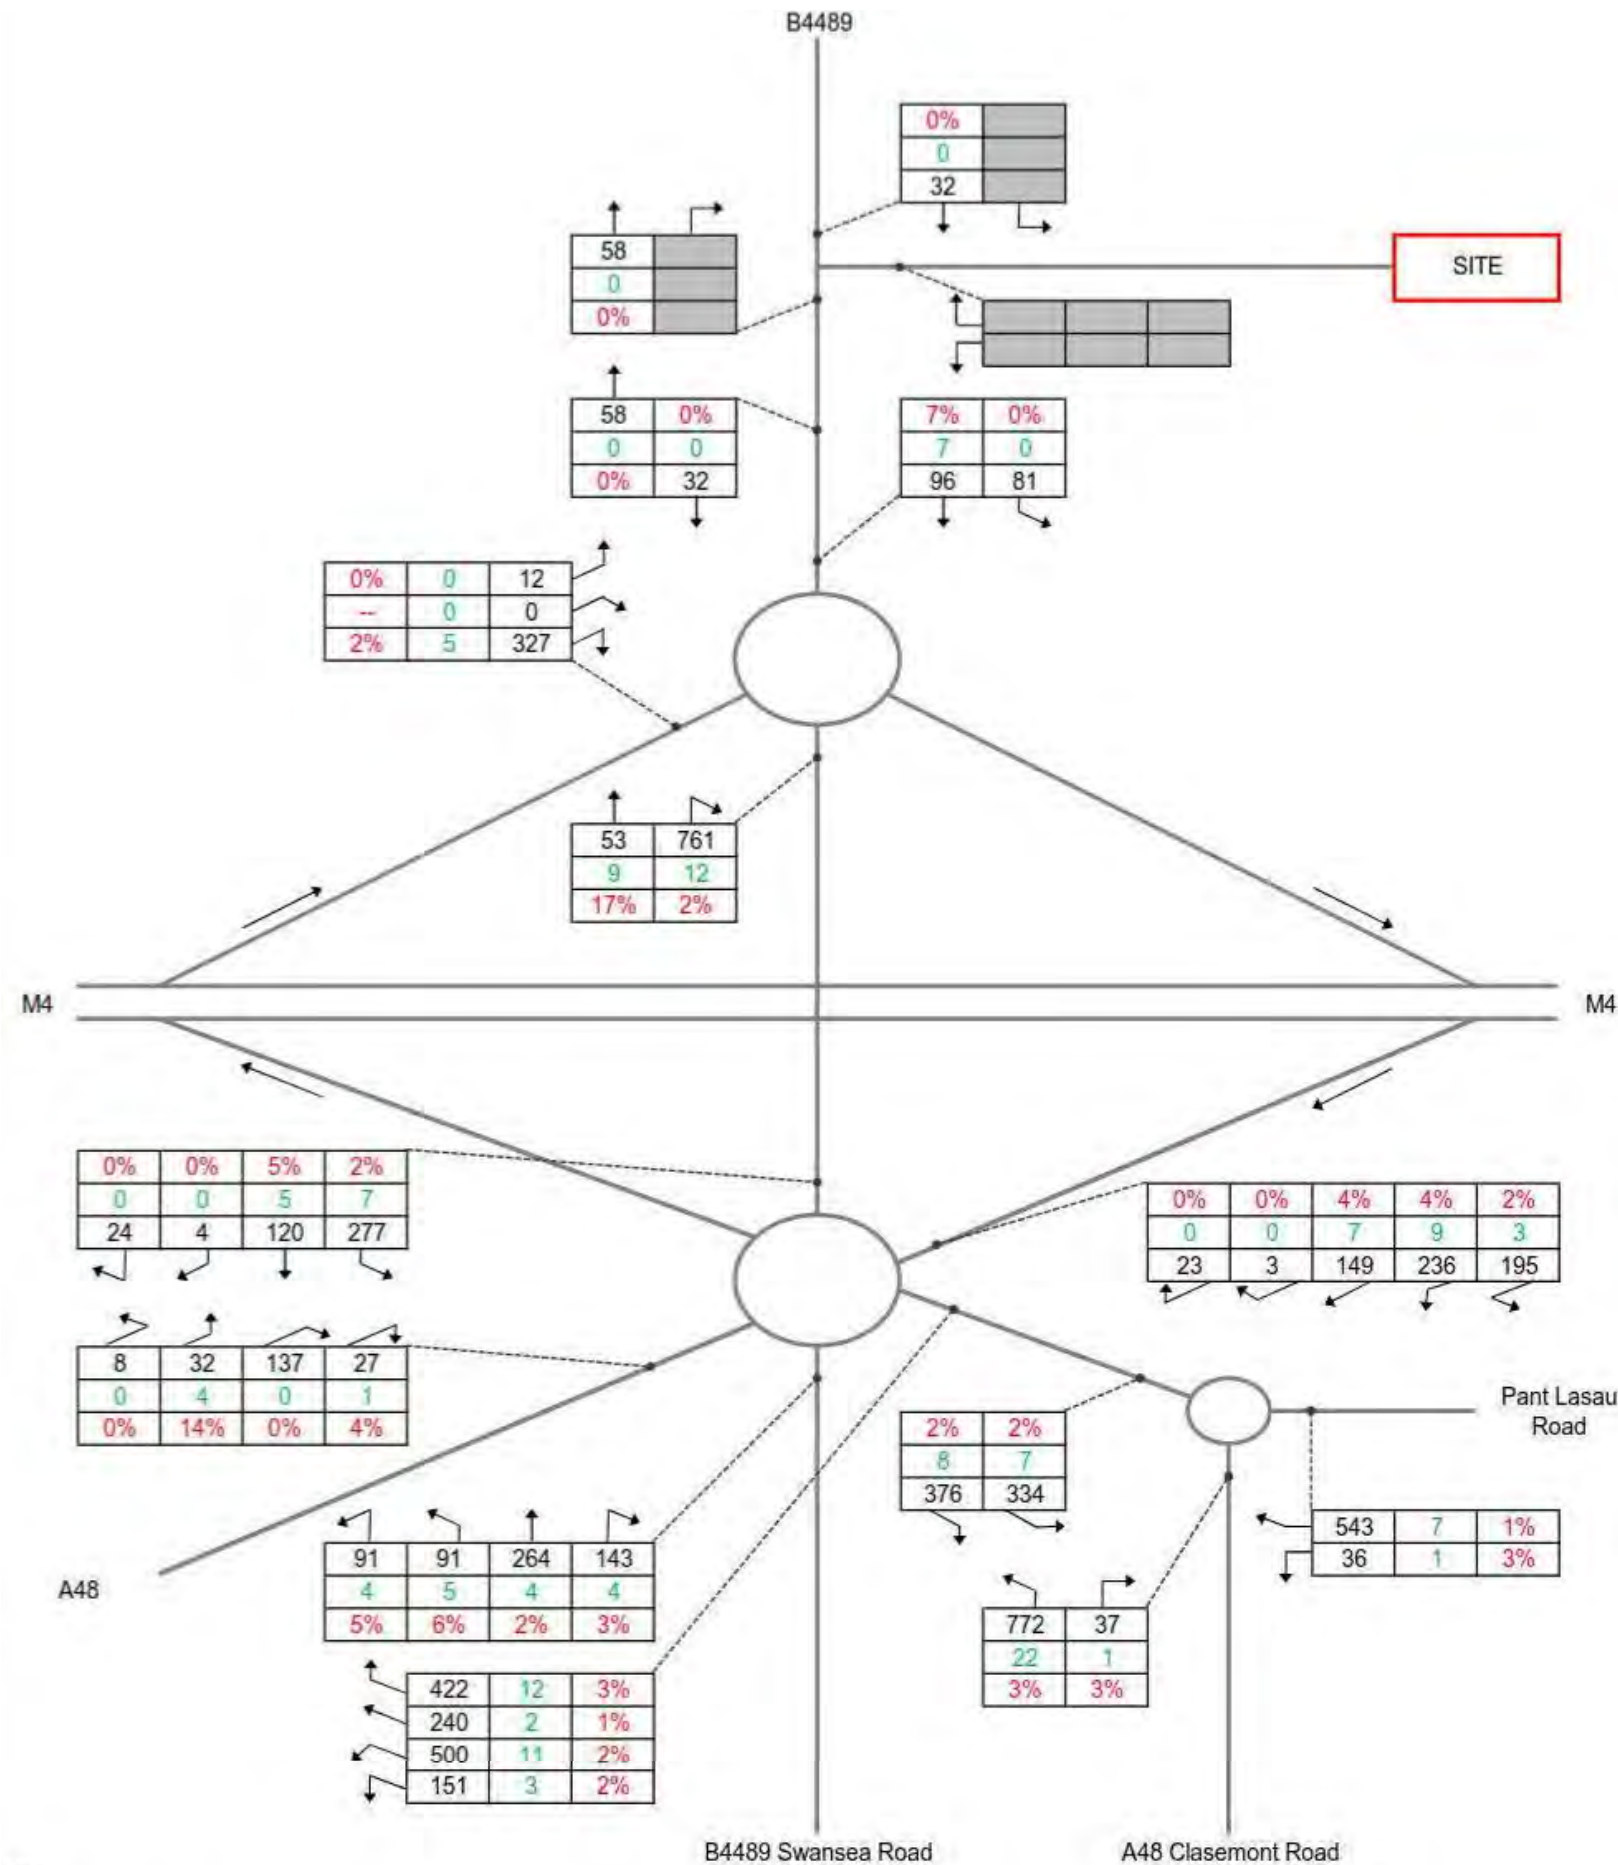 B4489
0%
0
32
58
0
0%
SITE
58 0%
0 0
0% 32
7% 0%
7 0
96 81
0% 0 12
-- 0 0
2% 5 327
53 761
9 12
17% 2%
M4
M4
0% 0% 5% 2%
0 0 5 7
24 4 120 277
0% 0% 4% 4% 2%
0 0 7 9 3
23 3 149 236 195
8 32 137 27
0 4 0 1
0% 14% 0% 4%
2% 2%
8 7
376 334
Pant Lasau
Road
543 7 1%
36 1 3%
A48
91 91 264 143
4 5 4 4
5% 6% 2% 3%
772 37
22 1
3% 3%
422 12 3%
240 2 1%
500 11 2%
151 3 2%
B4489 Swansea Road
A48 Clasemont Road